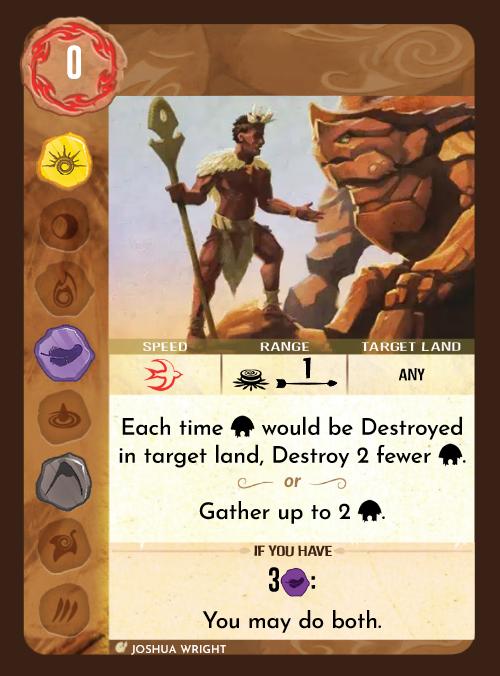 0
SPEED RANGE TARGET LAND
1 ANY
Each time would be Destroyed
in target land, Destroy 2 fewer .
or
Gather up to 2 .
IF YOU HAVE
3 :
You may do both.
JOSHUA WRIGHT